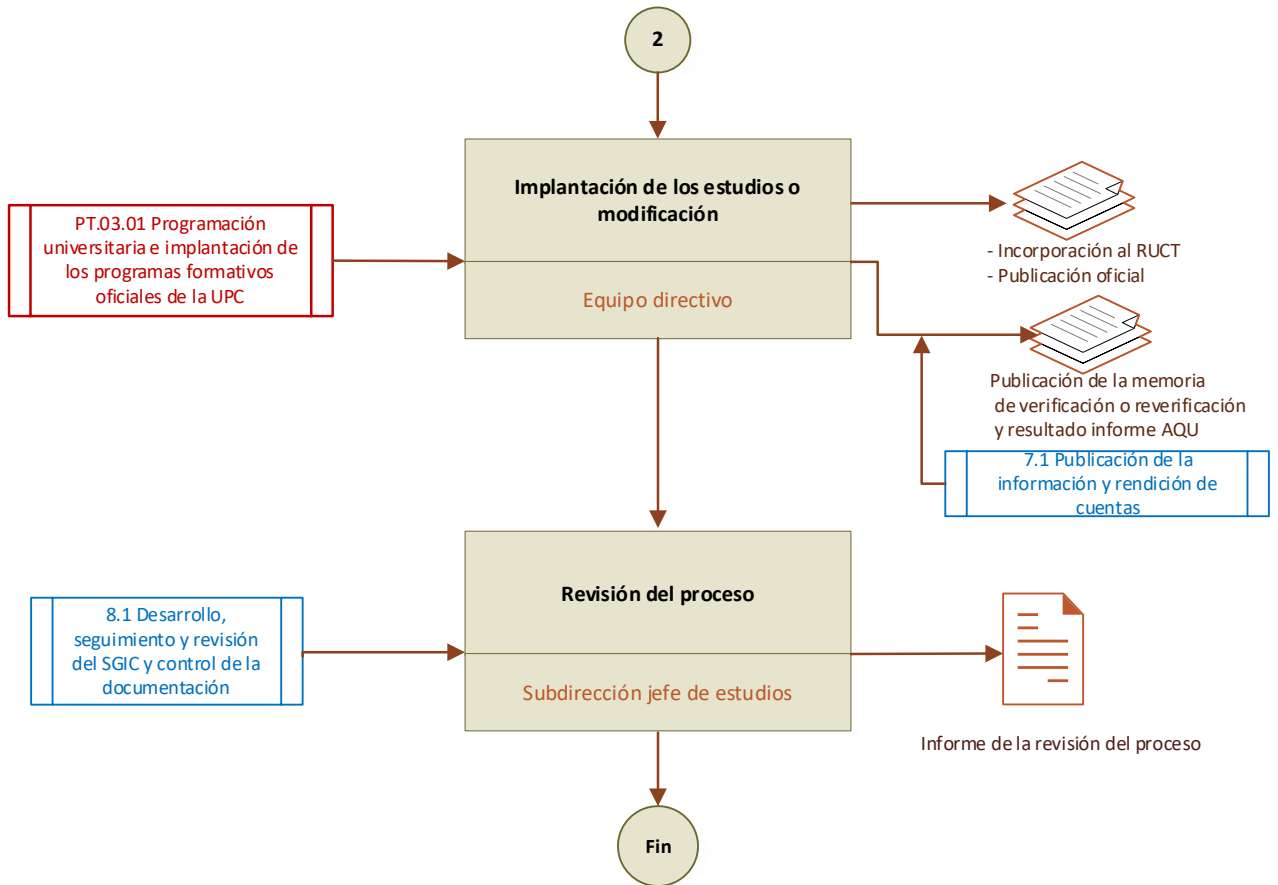 2
Implantación de los estudios o
modificación
Equipo directivo
PT.03.01 Programación
universitaria e implantación de
los programas formativos
oficiales de la UPC
- Incorporación al RUCT
- Publicación oficial
Publicación de la memoria
de verificación o reverificación
y resultado informe AQU
7.1 Publicación de la
información y rendición de
cuentas
Revisión del proceso
Subdirección jefe de estudios
8.1 Desarrollo,
seguimiento y revisión
del SGIC y control de la
documentación
Informe de la revisión del proceso
Fin